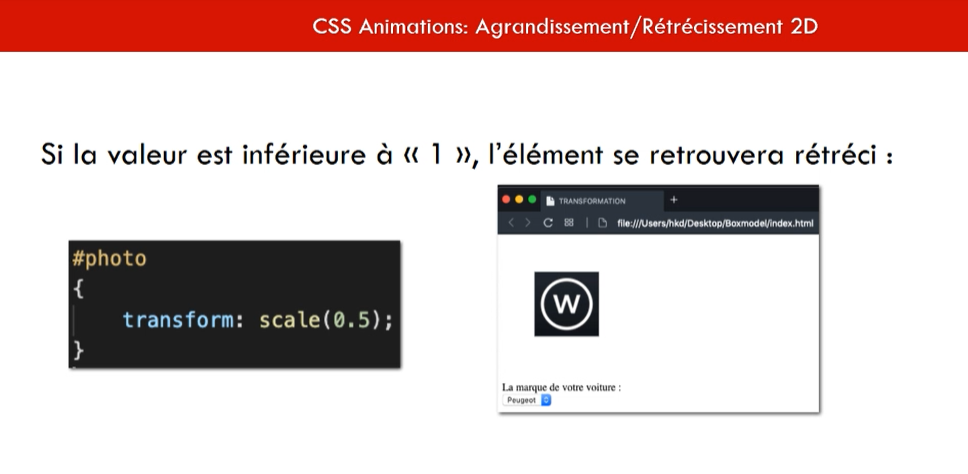 CSS Animations: Agrandissement/Rétrécissement 2D
Si la valeur est inférieure à « 1 », l'élément se retrouvera rétréci :
#photo
{
transform: scale(0.5);
}
TRANSFORMATION
file:///Users/hkd/Desktop/Boxmodel/index.html
W
La marque de votre voiture :
Peugeot